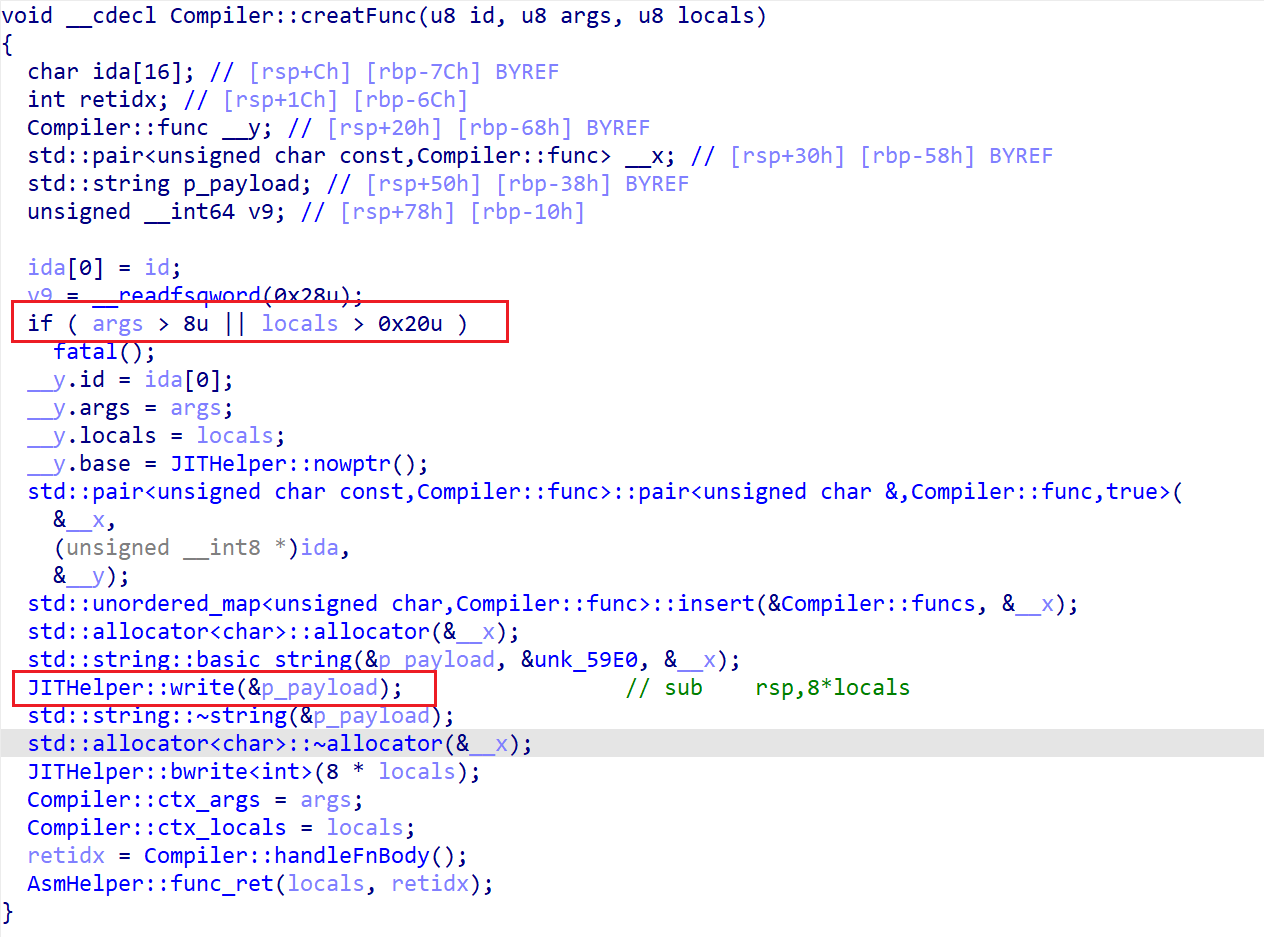 void __cdecl Compiler::creatFunc(u8 id, u8 args, u8 locals)
{
  char ida[16]; // [rsp+Ch] [rbp-7Ch] BYREF
  int retidx; // [rsp+1Ch] [rbp-6Ch]
  Compiler::func __y; // [rsp+20h] [rbp-68h] BYREF
  std::pair<unsigned char const,Compiler::func> __x; // [rsp+30h] [rbp-58h] BYREF
  std::string p_payload; // [rsp+50h] [rbp-38h] BYREF
  unsigned __int64 v9; // [rsp+78h] [rbp-10h]

  ida[0] = id;
  v9 = __readfsqword(0x28u);
  if ( args > 8u || locals > 0x20u )
    fatal();
  __y.id = ida[0];
  __y.args = args;
  __y.locals = locals;
  __y.base = JITHelper::nowptr();
  std::pair<unsigned char const,Compiler::func>::pair<unsigned char &,Compiler::func,true>(
    &__x,
    (unsigned __int8 *)ida,
    &__y);
  std::unordered_map<unsigned char,Compiler::func>::insert(&Compiler::funcs, &__x);
  std::allocator<char>::allocator(&__x);
  std::string::basic_string(&p_payload, &unk_59E0, &__x);
  JITHelper::write(&p_payload);                // sub    rsp,8*locals
  std::string::~string(&p_payload);
  std::allocator<char>::~allocator(&__x);
  JITHelper::bwrite<int>(8 * locals);
  Compiler::ctx_args = args;
  Compiler::ctx_locals = locals;
  retidx = Compiler::handleFnBody();
  AsmHelper::func_ret(locals, retidx);
}